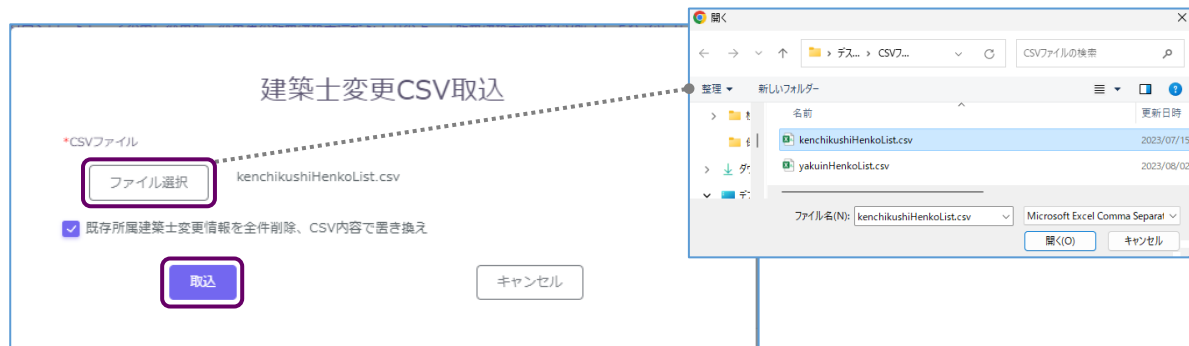 建築士変更CSV取込
*CSVファイル
ファイル選択
kenchikushiHenkoList.csv
既存所属建築士変更情報を全件削除、CSV内容で置き換え
取込
キャンセル
開く
デス... › CSVフ...
CSVファイルの検索
整理
新しいフォルダー
名前
更新日時
kenchikushiHenkoList.csv
2023/07/15
yakuinHenkoList.csv
2023/08/02
ファイル名(N):
kenchikushiHenkoList.csv
Microsoft Excel Comma Separat
開く(O)
キャンセル